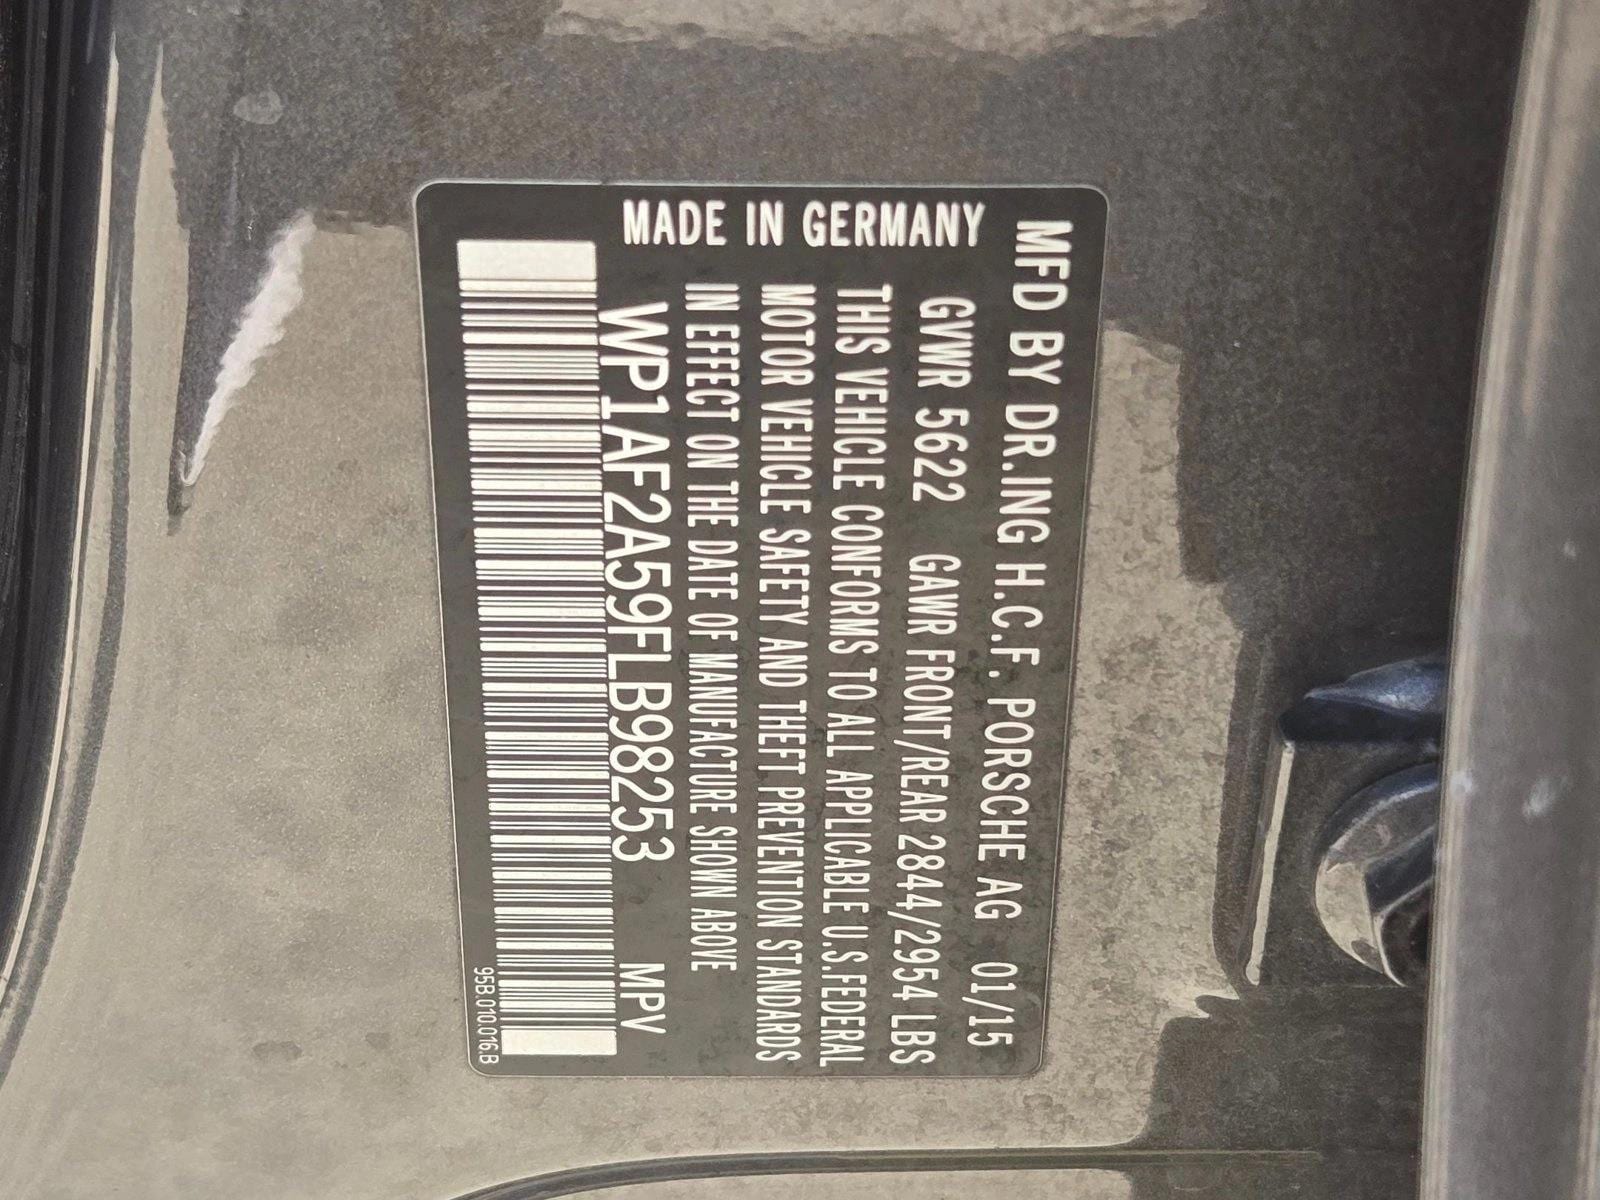 MFD BY DR.ING H.C.F. PORSCHE AG 01/15
GVWR 5622 GAWR FRONT/REAR 2844/2954 LBS
THIS VEHICLE CONFORMS TO ALL APPLICABLE U.S.FEDERAL
MOTOR VEHICLE SAFETY AND THEFT PREVENTION STANDARDS
IN EFFECT ON THE DATE OF MANUFACTURE SHOWN ABOVE
WP1AF2A59FLB98253 MPV
MADE IN GERMANY
95B.010.016.B